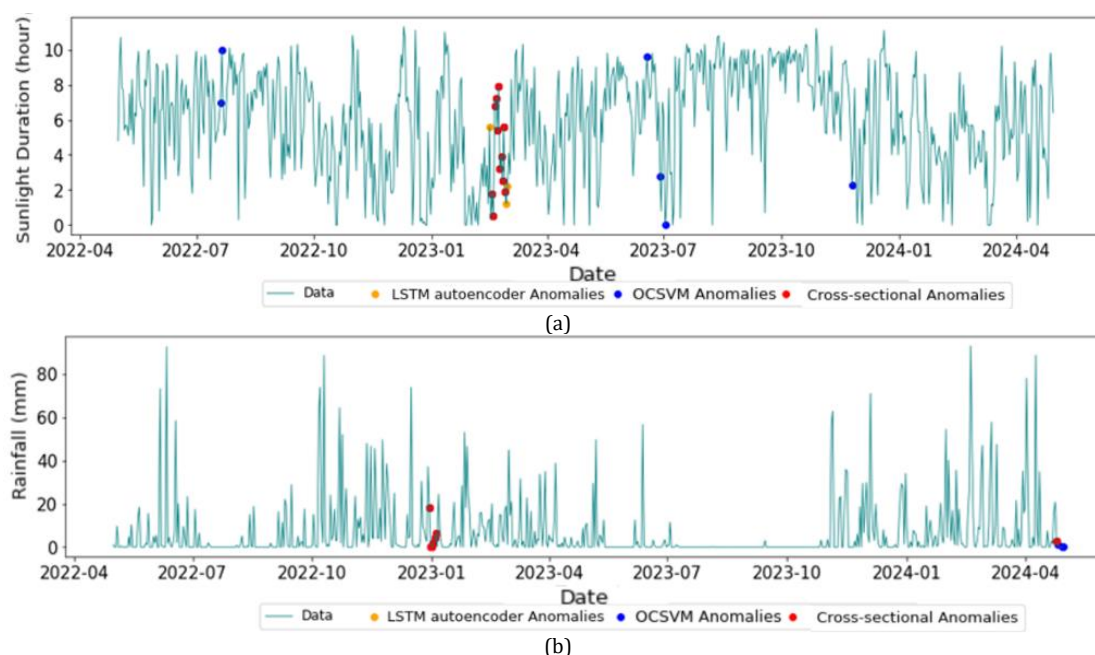 Sunlight Duration (hour)
10
8
6
4
2
0
2022-04 2022-07 2022-10 2023-01 2023-04 2023-07 2023-10 2024-01 2024-04
Date
Data LSTM autoencoder Anomalies OCSVM Anomalies Cross-sectional Anomalies
(a)
Rainfall (mm)
80
60
40
20
0
2022-04 2022-07 2022-10 2023-01 2023-04 2023-07 2023-10 2024-01 2024-04
Date
Data LSTM autoencoder Anomalies OCSVM Anomalies Cross-sectional Anomalies
(b)